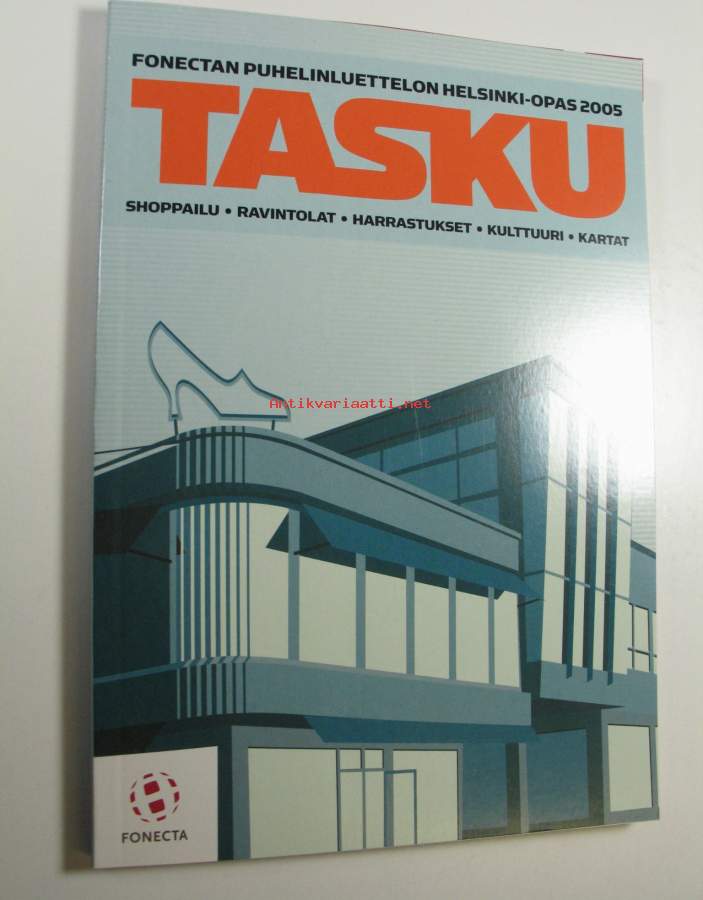 FONECTAN PUHELINLUETTELON HELSINKI-OPAS 2005
TASKU
SHOPPAILU • RAVINTOLAT • HARRASTUKSET • KULTTUURI • KARTAT
Antikvariaatti.net
FONECTA